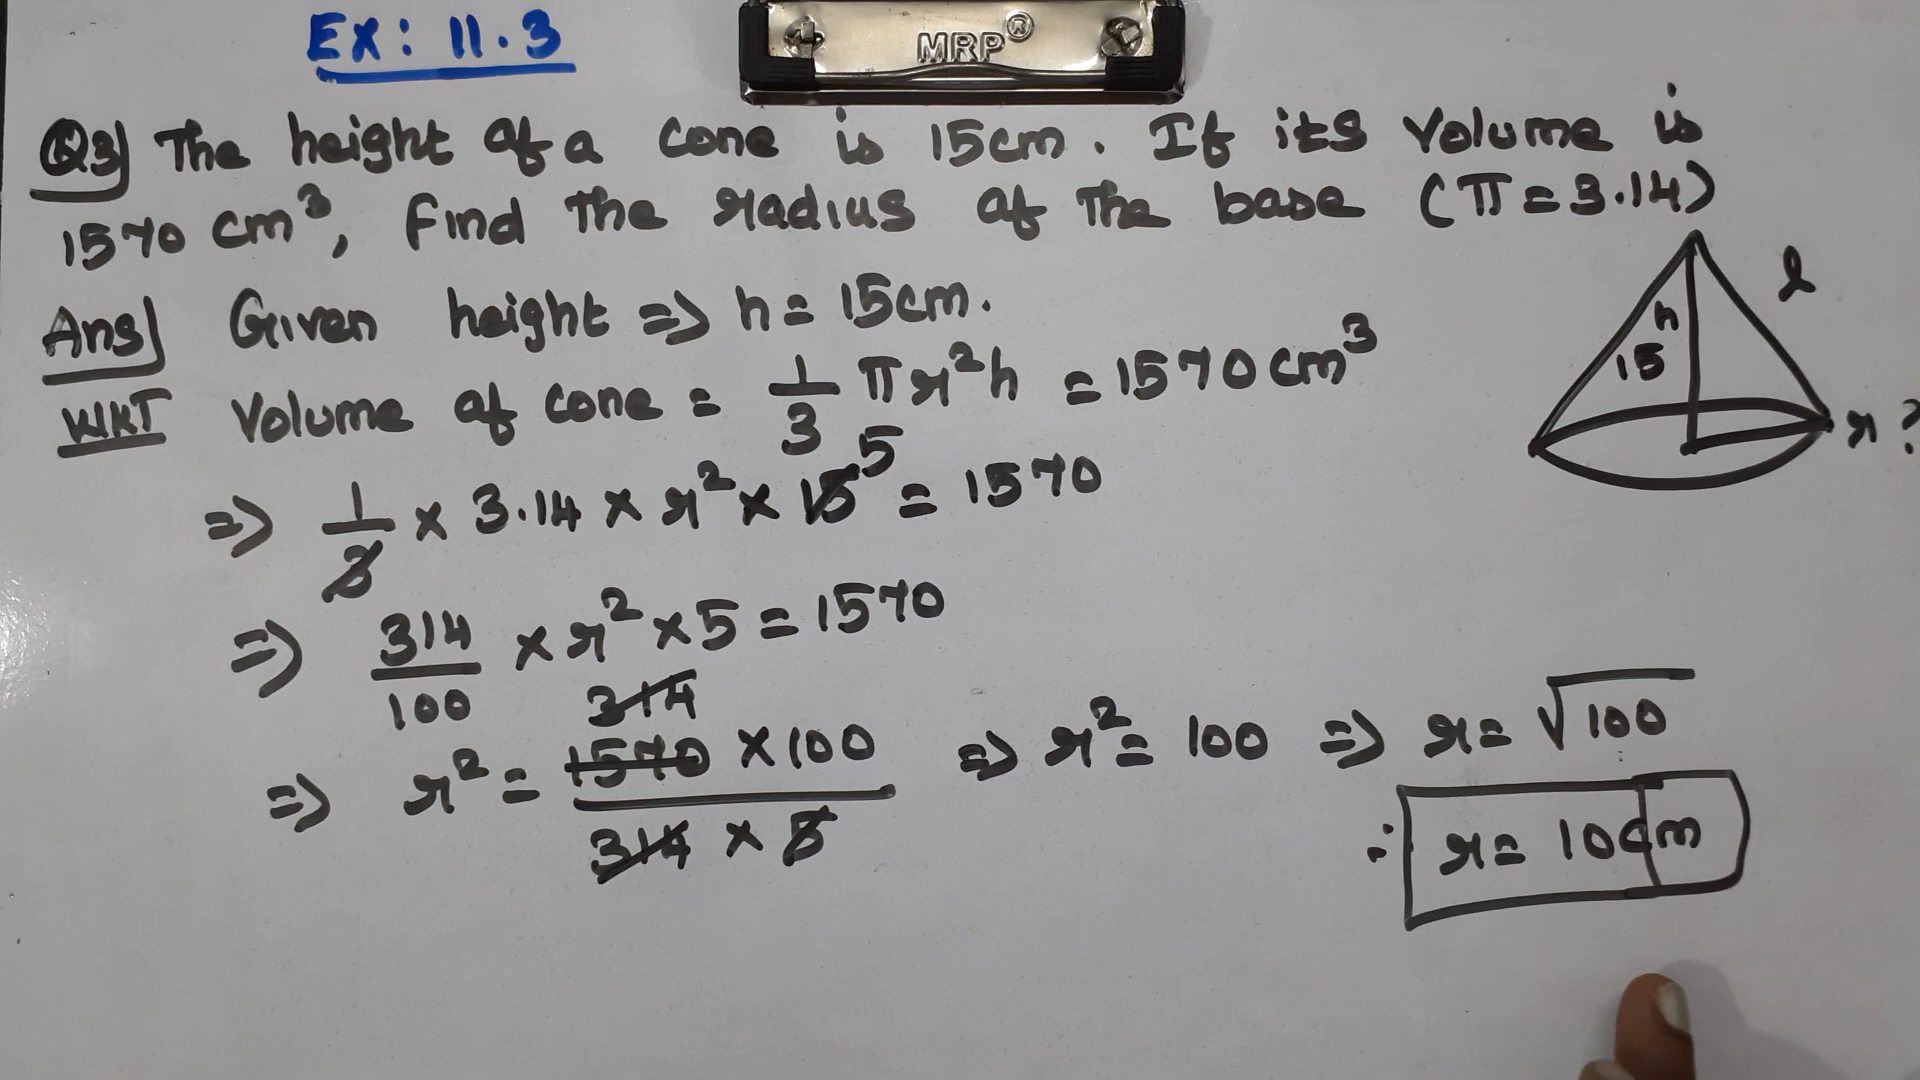 EX: 11.3
MRP®
Q3) The height of a cone is 15cm. If its volume is
1570 cm³, Find the radius of the base (π = 3.14)
Ans) Given height => h = 15cm.
WKT Volume of cone = 1/3 πr²h = 1570 cm³
l
h
15
r?
=> 1/3 × 3.14 × r² × 15 5 = 1570
=> 314/100 × r² × 5 = 1570
314
=> r² = 1570 × 100 / 314 × 5 => r² = 100 => r = √100
∴ r = 10cm